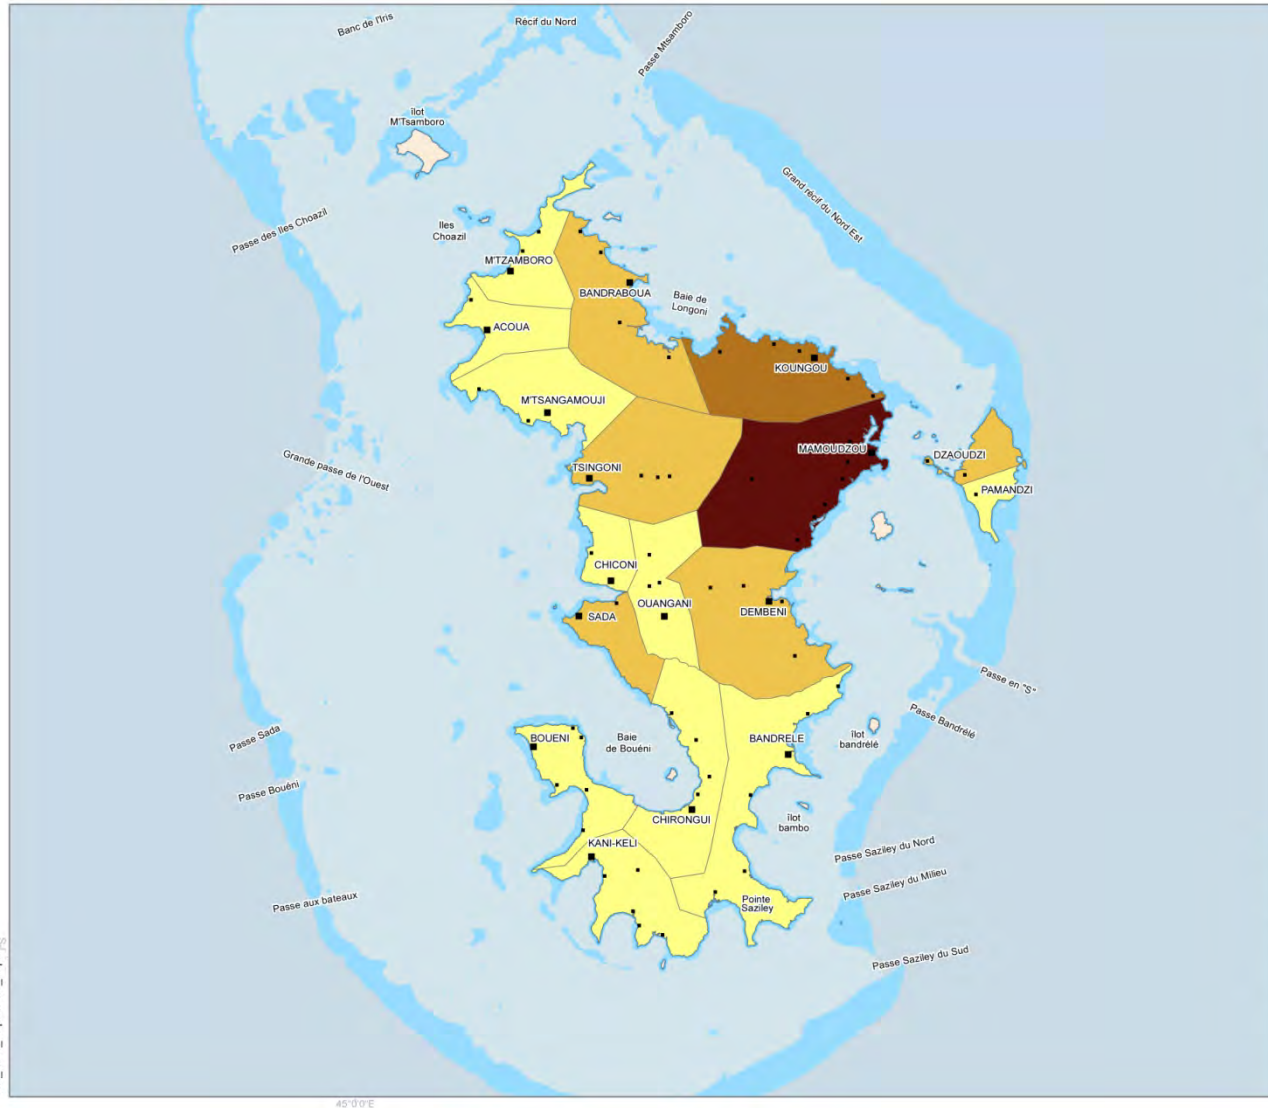 Banc de l'Iris
Récif du Nord
Passe Mtsamboro
îlot
M'Tsamboro
Grand récif du Nord Est
Passe des Iles Choazil
Iles
Choazil
M'TZAMBORO
BANDRABOUA
Baie de
Longoni
ACOUA
KOUNGOU
M'TSANGAMOUJI
MAMOUDZOU
DZAOUDZI
Grande passe de l'Ouest
TSINGONI
PAMANDZI
CHICONI
OUANGANI
DEMBENI
SADA
Passe en "S"
Passe Bandrélé
Passe Sada
BOUENI
Baie
de Bouéni
BANDRELE
îlot
bandrélé
Passe Bouéni
CHIRONGUI
îlot
bambo
KANI-KELI
Passe Saziley du Nord
Passe Saziley du Milieu
Passe aux bateaux
Pointe
Saziley
Passe Saziley du Sud
45°0'0"E